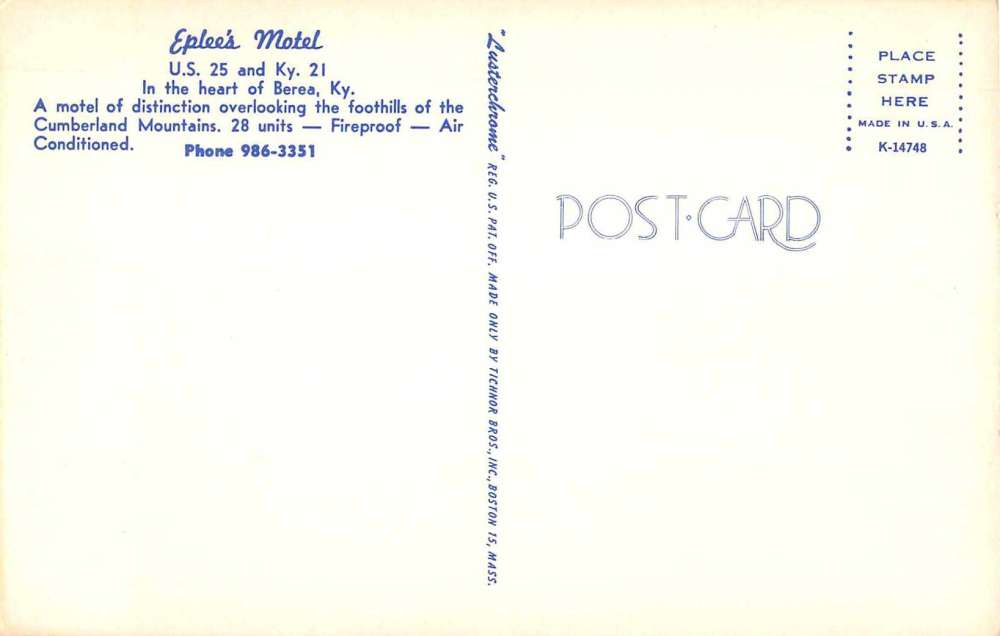 Eplee's Motel
U.S. 25 and Ky. 21
In the heart of Berea, Ky.
A motel of distinction overlooking the foothills of the
Cumberland Mountains. 28 units — Fireproof — Air
Conditioned.
Phone 986-3351
"Lusterchrome" REG. U.S. PAT. OFF. MADE ONLY BY TICHNOR BROS., INC., BOSTON 15, MASS.
PLACE
STAMP
HERE
MADE IN U.S.A.
K-14748
POST·CARD